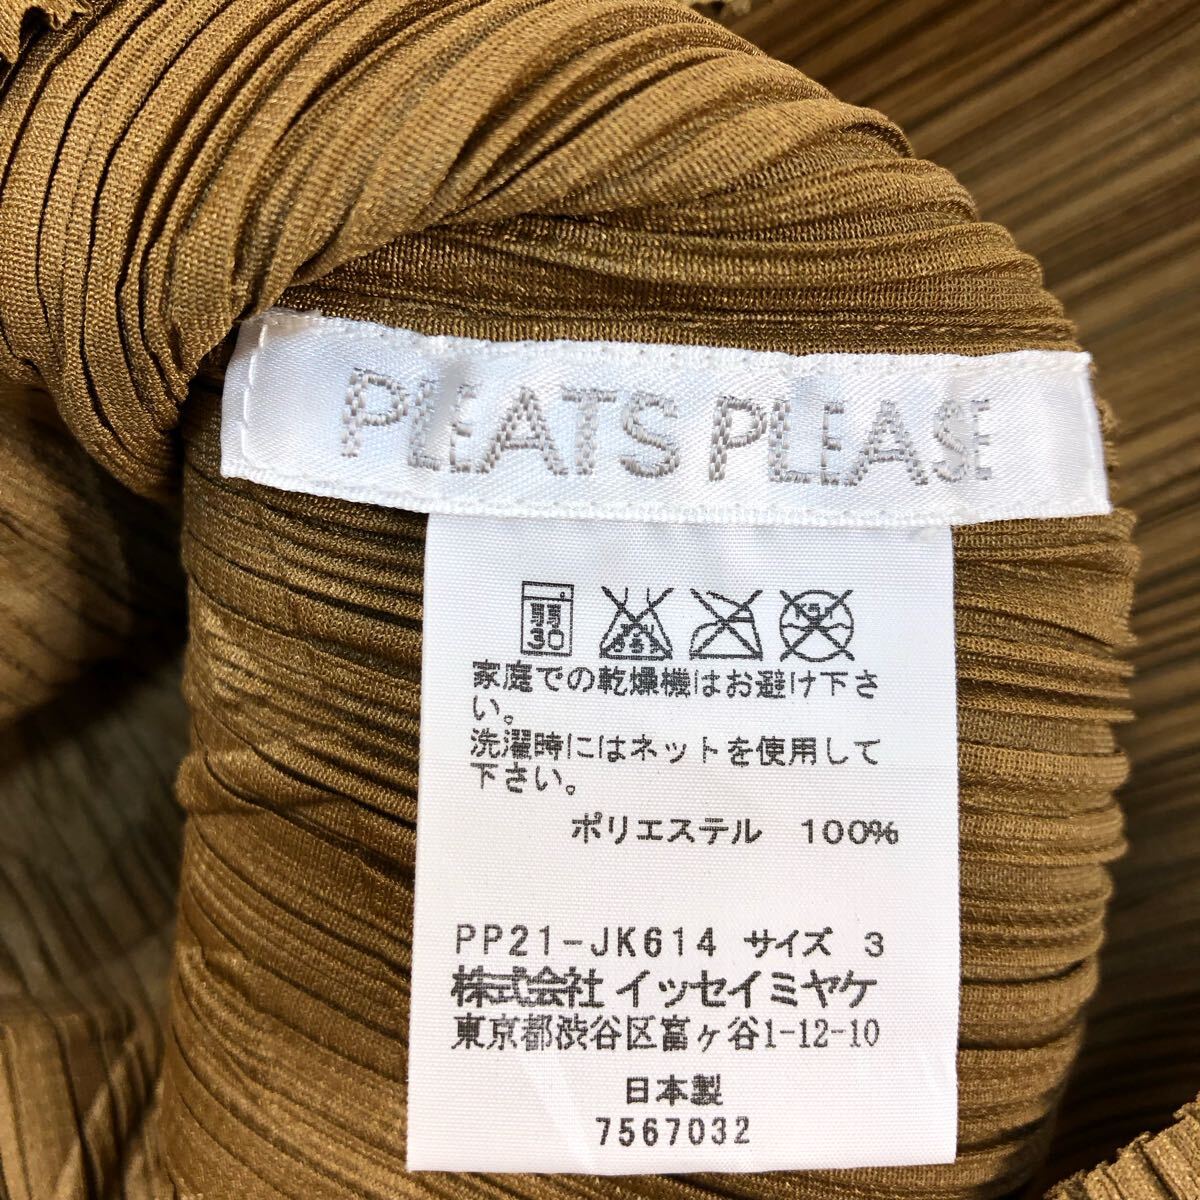 PLEATS PLEASE
弱
30
家庭での乾燥機はお避け下さ
い。
洗濯時にはネットを使用して
下さい。
ポリエステル 100%
PP21-JK614 サイズ 3
株式会社 イッセイミヤケ
東京都渋谷区富ヶ谷1-12-10
日本製
7567032